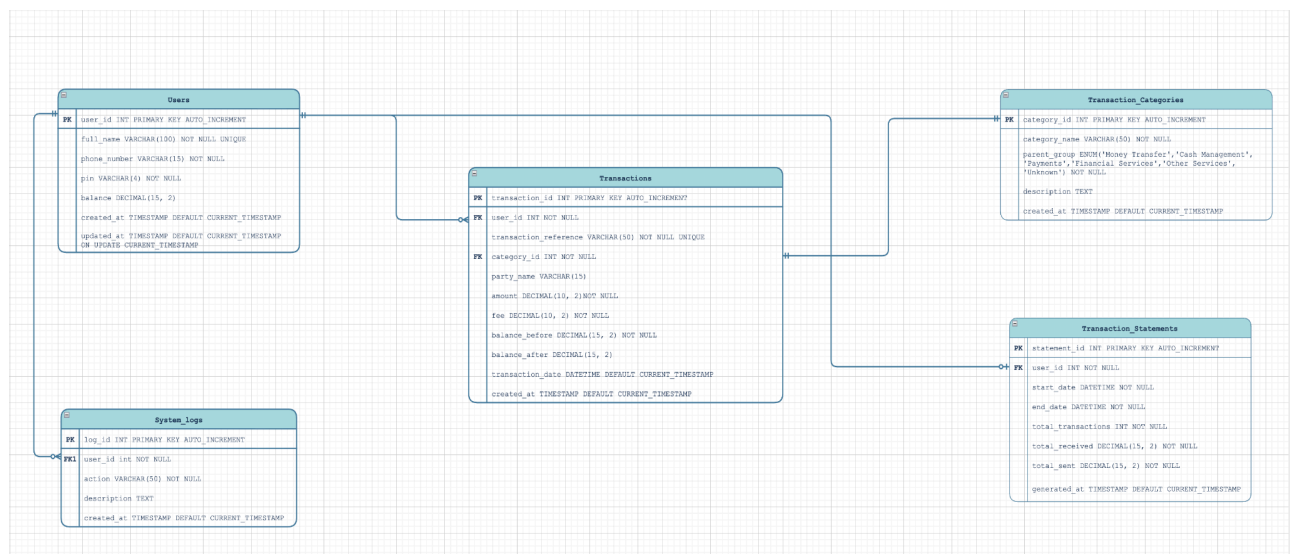 Users
PK user_id INT PRIMARY KEY AUTO_INCREMENT
full_name VARCHAR(100) NOT NULL UNIQUE
phone_number VARCHAR(15) NOT NULL
pin VARCHAR(4) NOT NULL
balance DECIMAL(15, 2)
created_at TIMESTAMP DEFAULT CURRENT_TIMESTAMP
updated_at TIMESTAMP DEFAULT CURRENT_TIMESTAMP
ON UPDATE CURRENT_TIMESTAMP
Transactions
PK transaction_id INT PRIMARY KEY AUTO_INCREMENT
FK user_id INT NOT NULL
transaction_reference VARCHAR(50) NOT NULL UNIQUE
FK category_id INT NOT NULL
party_name VARCHAR(15)
amount DECIMAL(10, 2)NOT NULL
fee DECIMAL(10, 2) NOT NULL
balance_before DECIMAL(15, 2) NOT NULL
balance_after DECIMAL(15, 2)
transaction_date DATETIME DEFAULT CURRENT_TIMESTAMP
created_at TIMESTAMP DEFAULT CURRENT_TIMESTAMP
Transaction_Categories
PK category_id INT PRIMARY KEY AUTO_INCREMENT
category_name VARCHAR(50) NOT NULL
parent_group ENUM('Money Transfer','Cash Management',
'Payments','Financial Services','Other Services',
'Unknown') NOT NULL
description TEXT
created_at TIMESTAMP DEFAULT CURRENT_TIMESTAMP
Transaction_Statements
PK statement_id INT PRIMARY KEY AUTO_INCREMENT
FK user_id INT NOT NULL
start_date DATETIME NOT NULL
end_date DATETIME NOT NULL
total_transactions INT NOT NULL
total_received DECIMAL(15, 2) NOT NULL
total_sent DECIMAL(15, 2) NOT NULL
generated_at TIMESTAMP DEFAULT CURRENT_TIMESTAMP
System_logs
PK log_id INT PRIMARY KEY AUTO_INCREMENT
FK1 user_id int NOT NULL
action VARCHAR(50) NOT NULL
description TEXT
created_at TIMESTAMP DEFAULT CURRENT_TIMESTAMP